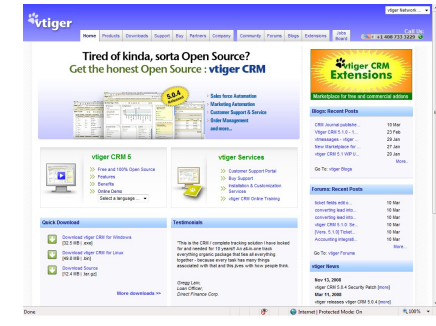 vtiger Network ...
vtiger
Call Us:
+1 408 733 3229
Home Products Downloads Support Buy Partners Company Community Forums Blogs Extensions Jobs Board
Tired of kinda, sorta Open Source?
Get the honest Open Source : vtiger CRM
5.0.4
Sales force Automation
Marketing Automation
Customer Support & Service
Order Management
and more...
vtiger CRM
Extensions
Marketplace for free and commercial addons
Blogs: Recent Posts
CRM Journal publishe... 10 Mar
Vtiger CRM 5.1.0 - 1... 23 Feb
- vtiger ... 29 Jan
New Marketplace for ... 27 Jan
vtiger CRM 5.1 WIP U... 20 Jan
More...
Go To: vtiger Blogs
vtiger CRM 5
Free and 100% Open Source
Features
Benefits
Online Demo
Select a language ...
vtiger Services
Customer Support Portal
Buy Support
Installation & Customization Services
vtiger CRM Online Training
Forums: Recent Posts
ticket fields edit o... 10 Mar
converting lead into... 10 Mar
converting lead into... 10 Mar
vtiger CRM 5.1.0. Se... 10 Mar
[Vers. 5.1.0] Ticket... 10 Mar
Accounting Integrati... 10 Mar
More...
Go To: vtiger Forums
Quick Download
Download vtiger CRM for Windows
[32.5 MB | .exe]
Download vtiger CRM for Linux
[49.0 MB | .bin]
Download Source
[12.4 MB | .tar.gz]
More downloads >>
Testimonials
"This is the CRM / complete tracking solution I have looked
for and needed for 10 years!! An all-one track
everything organic package that ties all everything
together - because every task has many things
associated with that and this jives with how people think.
Gregg Lein,
Loan Officer,
Direct Finance Corp.
vtiger News
Nov 13, 2008
vtiger CRM 5.0.4 Security Patch [more]
Mar 11, 2008
vtiger releases vtiger CRM 5.0.4 [more]
Done
Internet | Protected Mode: On
100%